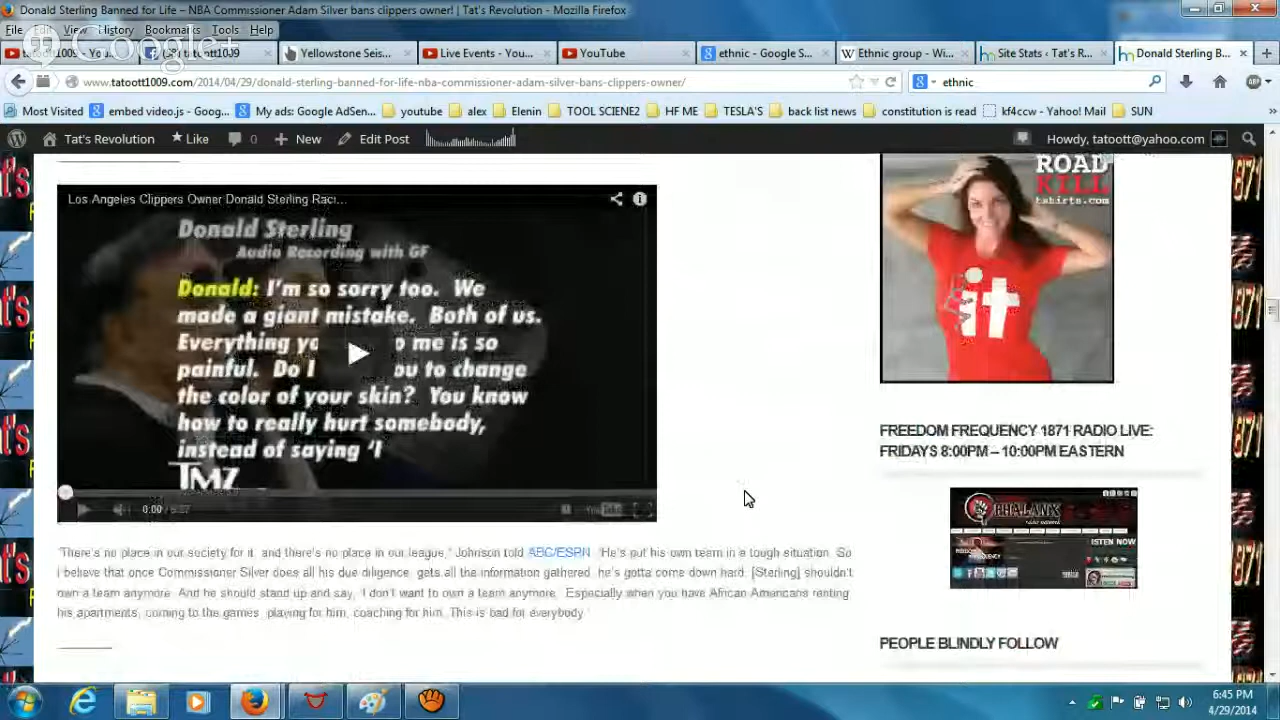 Donald Sterling Banned for Life – NBA Commissioner Adam Silver bans clippers owner! | Tat's Revolution - Mozilla Firefox
File
History Bookmarks Tools Help
Google+
Yellowstone Seis...
Live Events - You...
YouTube
ethnic - Google S...
Ethnic group - Wi...
Site Stats ‹ Tat's R...
Donald Sterling B...
www.tatoott1009.com/2014/04/29/donald-sterling-banned-for-life-nba-commissioner-adam-silver-bans-clippers-owner/
ethnic
Most Visited
embed video.js - Goog...
My ads: Google AdSen...
youtube
alex
Elenin
TOOL SCIENE2
HF ME
TESLA'S
back list news
constitution is read
kf4ccw - Yahoo! Mail
SUN
Tat's Revolution
Like
0
New
Edit Post
Howdy, tatoott@yahoo.com
Los Angeles Clippers Owner Donald Sterling Raci...
Donald Sterling
Audio Recording with GF
Donald: I'm so sorry too. We
made a giant mistake. Both of us.
Everything yo o me is so
painful. Do I ou to change
the color of your skin? You know
how to really hurt somebody,
instead of saying 'I
TMZ
0:00
"There's no place in our society for it, and there's no place in our league," Johnson told ABC/ESPN. "He's put his own team in a tough situation. So
I believe that once Commissioner Silver does all his due diligence, gets all the information gathered, he's gotta come down hard. [Sterling] shouldn't
own a team anymore. And he should stand up and say, 'I don't want to own a team anymore.' Especially when you have African Americans renting
his apartments, coming to the games, playing for him, coaching for him. This is bad for everybody."
ROAD
KILL
tshirts.com
it
FREEDOM FREQUENCY 1871 RADIO LIVE:
FRIDAYS 8:00PM – 10:00PM EASTERN
PHALANX
LISTEN NOW
PEOPLE BLINDLY FOLLOW
t's
1871
6:45 PM
4/29/2014